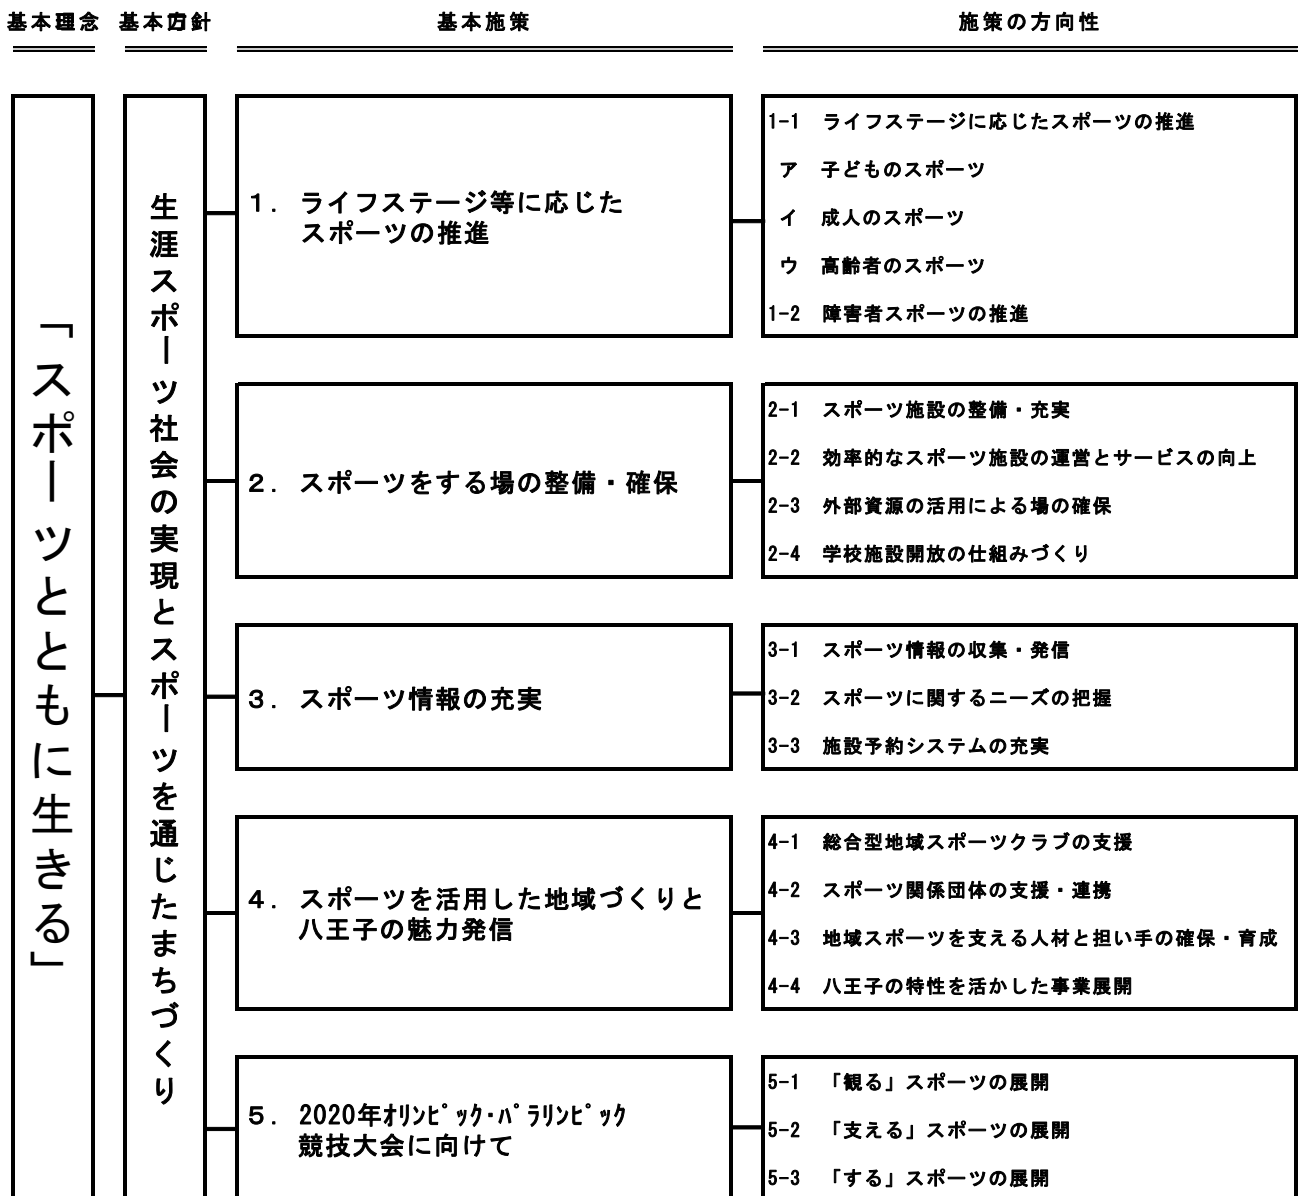 基本理念 基本方針 基本施策 施策の方向性
「スポーツとともに生きる」
生涯スポーツ社会の実現とスポーツを通じたまちづくり
１．ライフステージ等に応じた
スポーツの推進
1-1 ライフステージに応じたスポーツの推進
ア 子どものスポーツ
イ 成人のスポーツ
ウ 高齢者のスポーツ
1-2 障害者スポーツの推進
２．スポーツをする場の整備・確保
2-1 スポーツ施設の整備・充実
2-2 効率的なスポーツ施設の運営とサービスの向上
2-3 外部資源の活用による場の確保
2-4 学校施設開放の仕組みづくり
３．スポーツ情報の充実
3-1 スポーツ情報の収集・発信
3-2 スポーツに関するニーズの把握
3-3 施設予約システムの充実
４．スポーツを活用した地域づくりと
八王子の魅力発信
4-1 総合型地域スポーツクラブの支援
4-2 スポーツ関係団体の支援・連携
4-3 地域スポーツを支える人材と担い手の確保・育成
4-4 八王子の特性を活かした事業展開
５．2020年ｵﾘﾝﾋﾟｯｸ･ﾊﾟﾗﾘﾝﾋﾟｯｸ
競技大会に向けて
5-1 「観る」スポーツの展開
5-2 「支える」スポーツの展開
5-3 「する」スポーツの展開